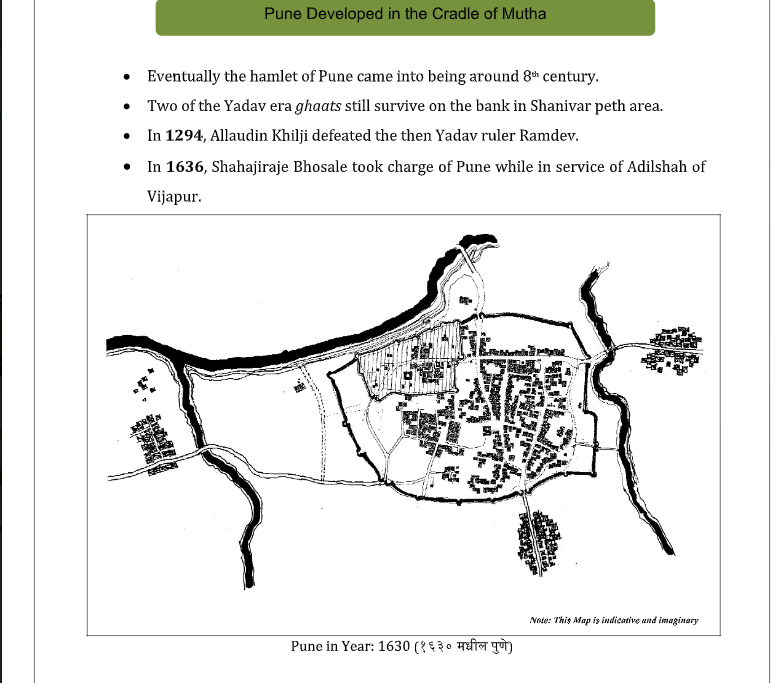 Pune Developed in the Cradle of Mutha
• Eventually the hamlet of Pune came into being around 8th century.
• Two of the Yadav era ghaats still survive on the bank in Shanivar peth area.
• In 1294, Allaudin Khilji defeated the then Yadav ruler Ramdev.
• In 1636, Shahajiraje Bhosale took charge of Pune while in service of Adilshah of
Vijapur.
Note: This Map is indicative and imaginary
Pune in Year: 1630 (१६३० मधील पुणे)